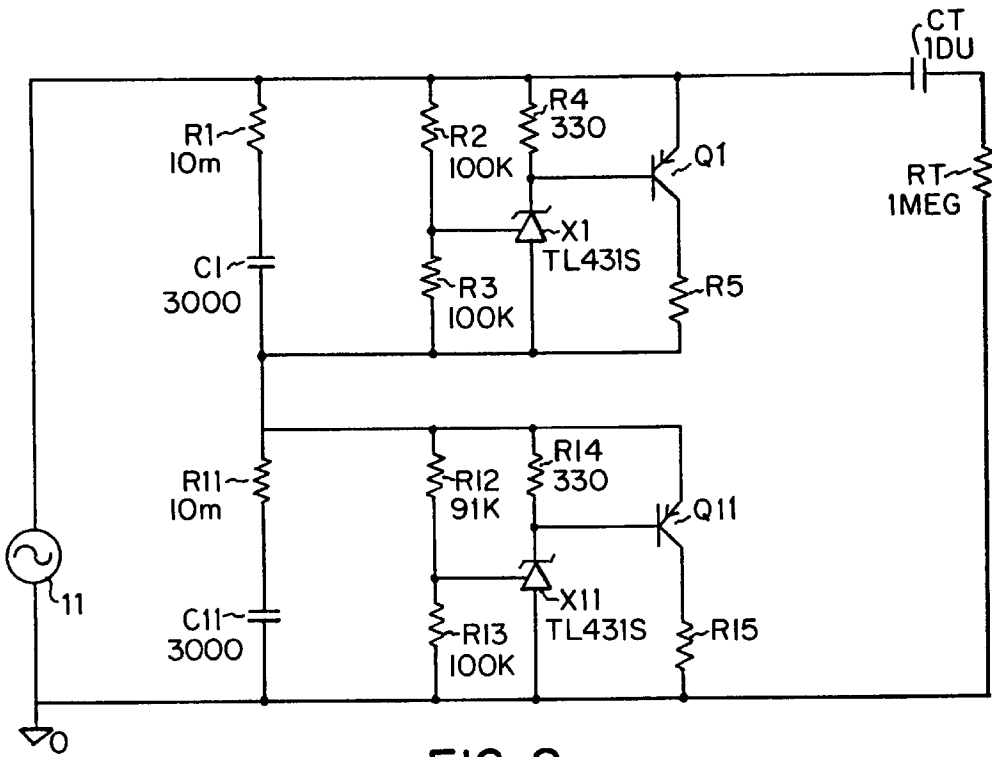 CT
1DU
R1
10m
R2
100K
R4
330
Q1
RT
1MEG
X1
TL431S
C1
3000
R3
100K
R5
R11
10m
R12
91K
R14
330
Q11
11
X11
TL431S
C11
3000
R13
100K
R15
0